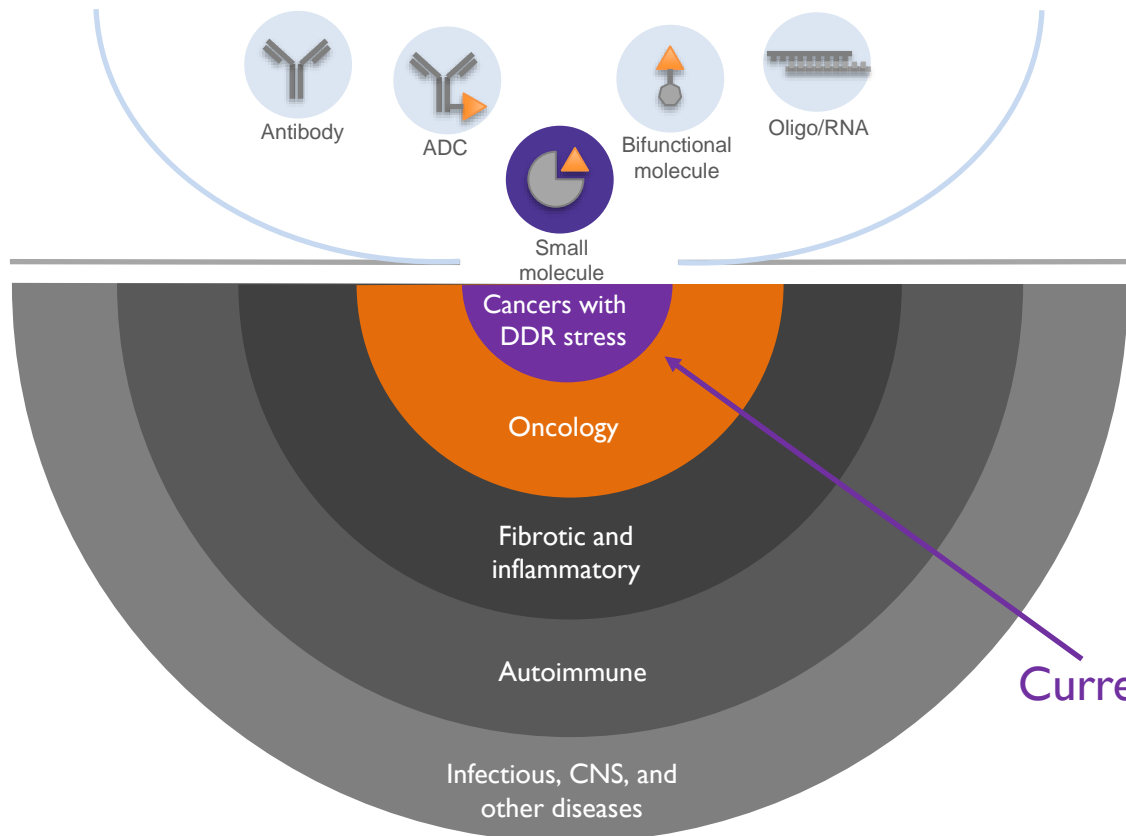 Antibody
ADC
Bifunctional
molecule
Oligo/RNA
Small
molecule
Cancers with
DDR stress
Oncology
Fibrotic and
inflammatory
Autoimmune
Infectious, CNS, and
other diseases